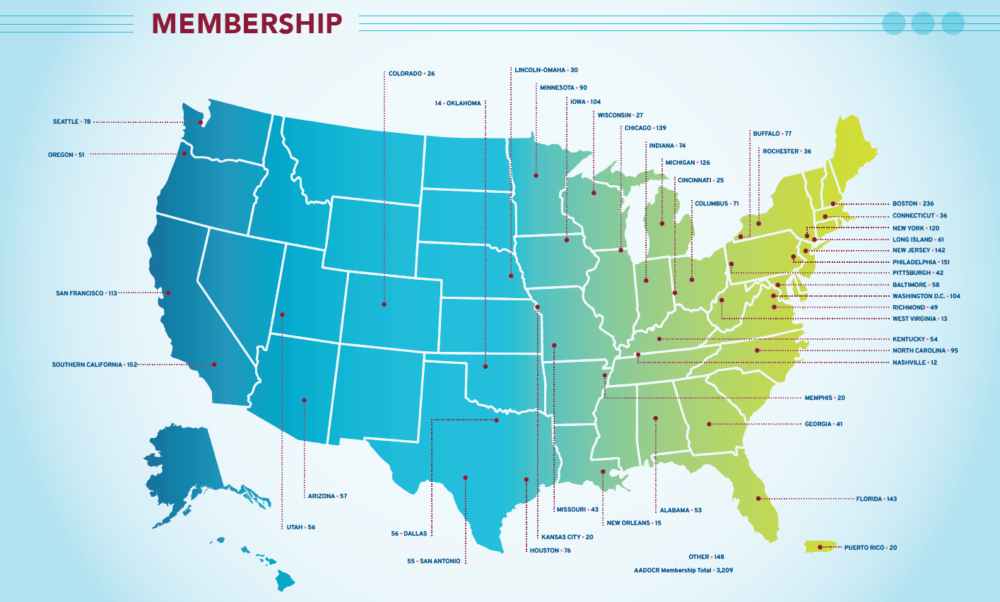 MEMBERSHIP
COLORADO • 26
LINCOLN-OMAHA • 30
MINNESOTA • 90
14 • OKLAHOMA
IOWA • 104
WISCONSIN • 27
CHICAGO • 139
INDIANA • 74
MICHIGAN • 126
CINCINNATI • 25
COLUMBUS • 71
BUFFALO • 77
ROCHESTER • 36
SEATTLE • 78
OREGON • 51
SAN FRANCISCO • 113
SOUTHERN CALIFORNIA • 152
BOSTON • 236
CONNECTICUT • 36
NEW YORK • 120
LONG ISLAND • 61
NEW JERSEY • 142
PHILADELPHIA • 151
PITTSBURGH • 42
BALTIMORE • 58
WASHINGTON D.C. • 104
RICHMOND • 49
WEST VIRGINIA • 13
KENTUCKY • 54
NORTH CAROLINA • 95
NASHVILLE • 12
MEMPHIS • 20
GEORGIA • 41
FLORIDA • 143
PUERTO RICO • 20
ARIZONA • 57
UTAH • 56
56 • DALLAS
55 • SAN ANTONIO
MISSOURI • 43
KANSAS CITY • 20
HOUSTON • 76
ALABAMA • 53
NEW ORLEANS • 15
OTHER • 148
AADOCR Membership Total • 3,209